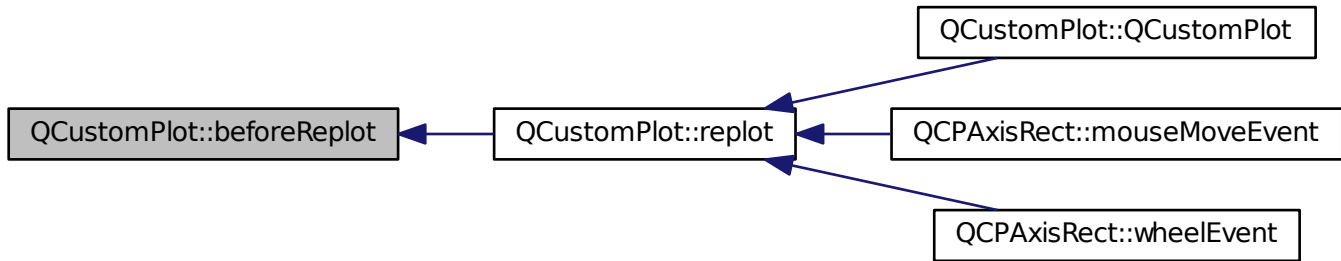 QCustomPlot::QCustomPlot
QCustomPlot::beforeReplot
QCustomPlot::replot
QCPAxisRect::mouseMoveEvent
QCPAxisRect::wheelEvent